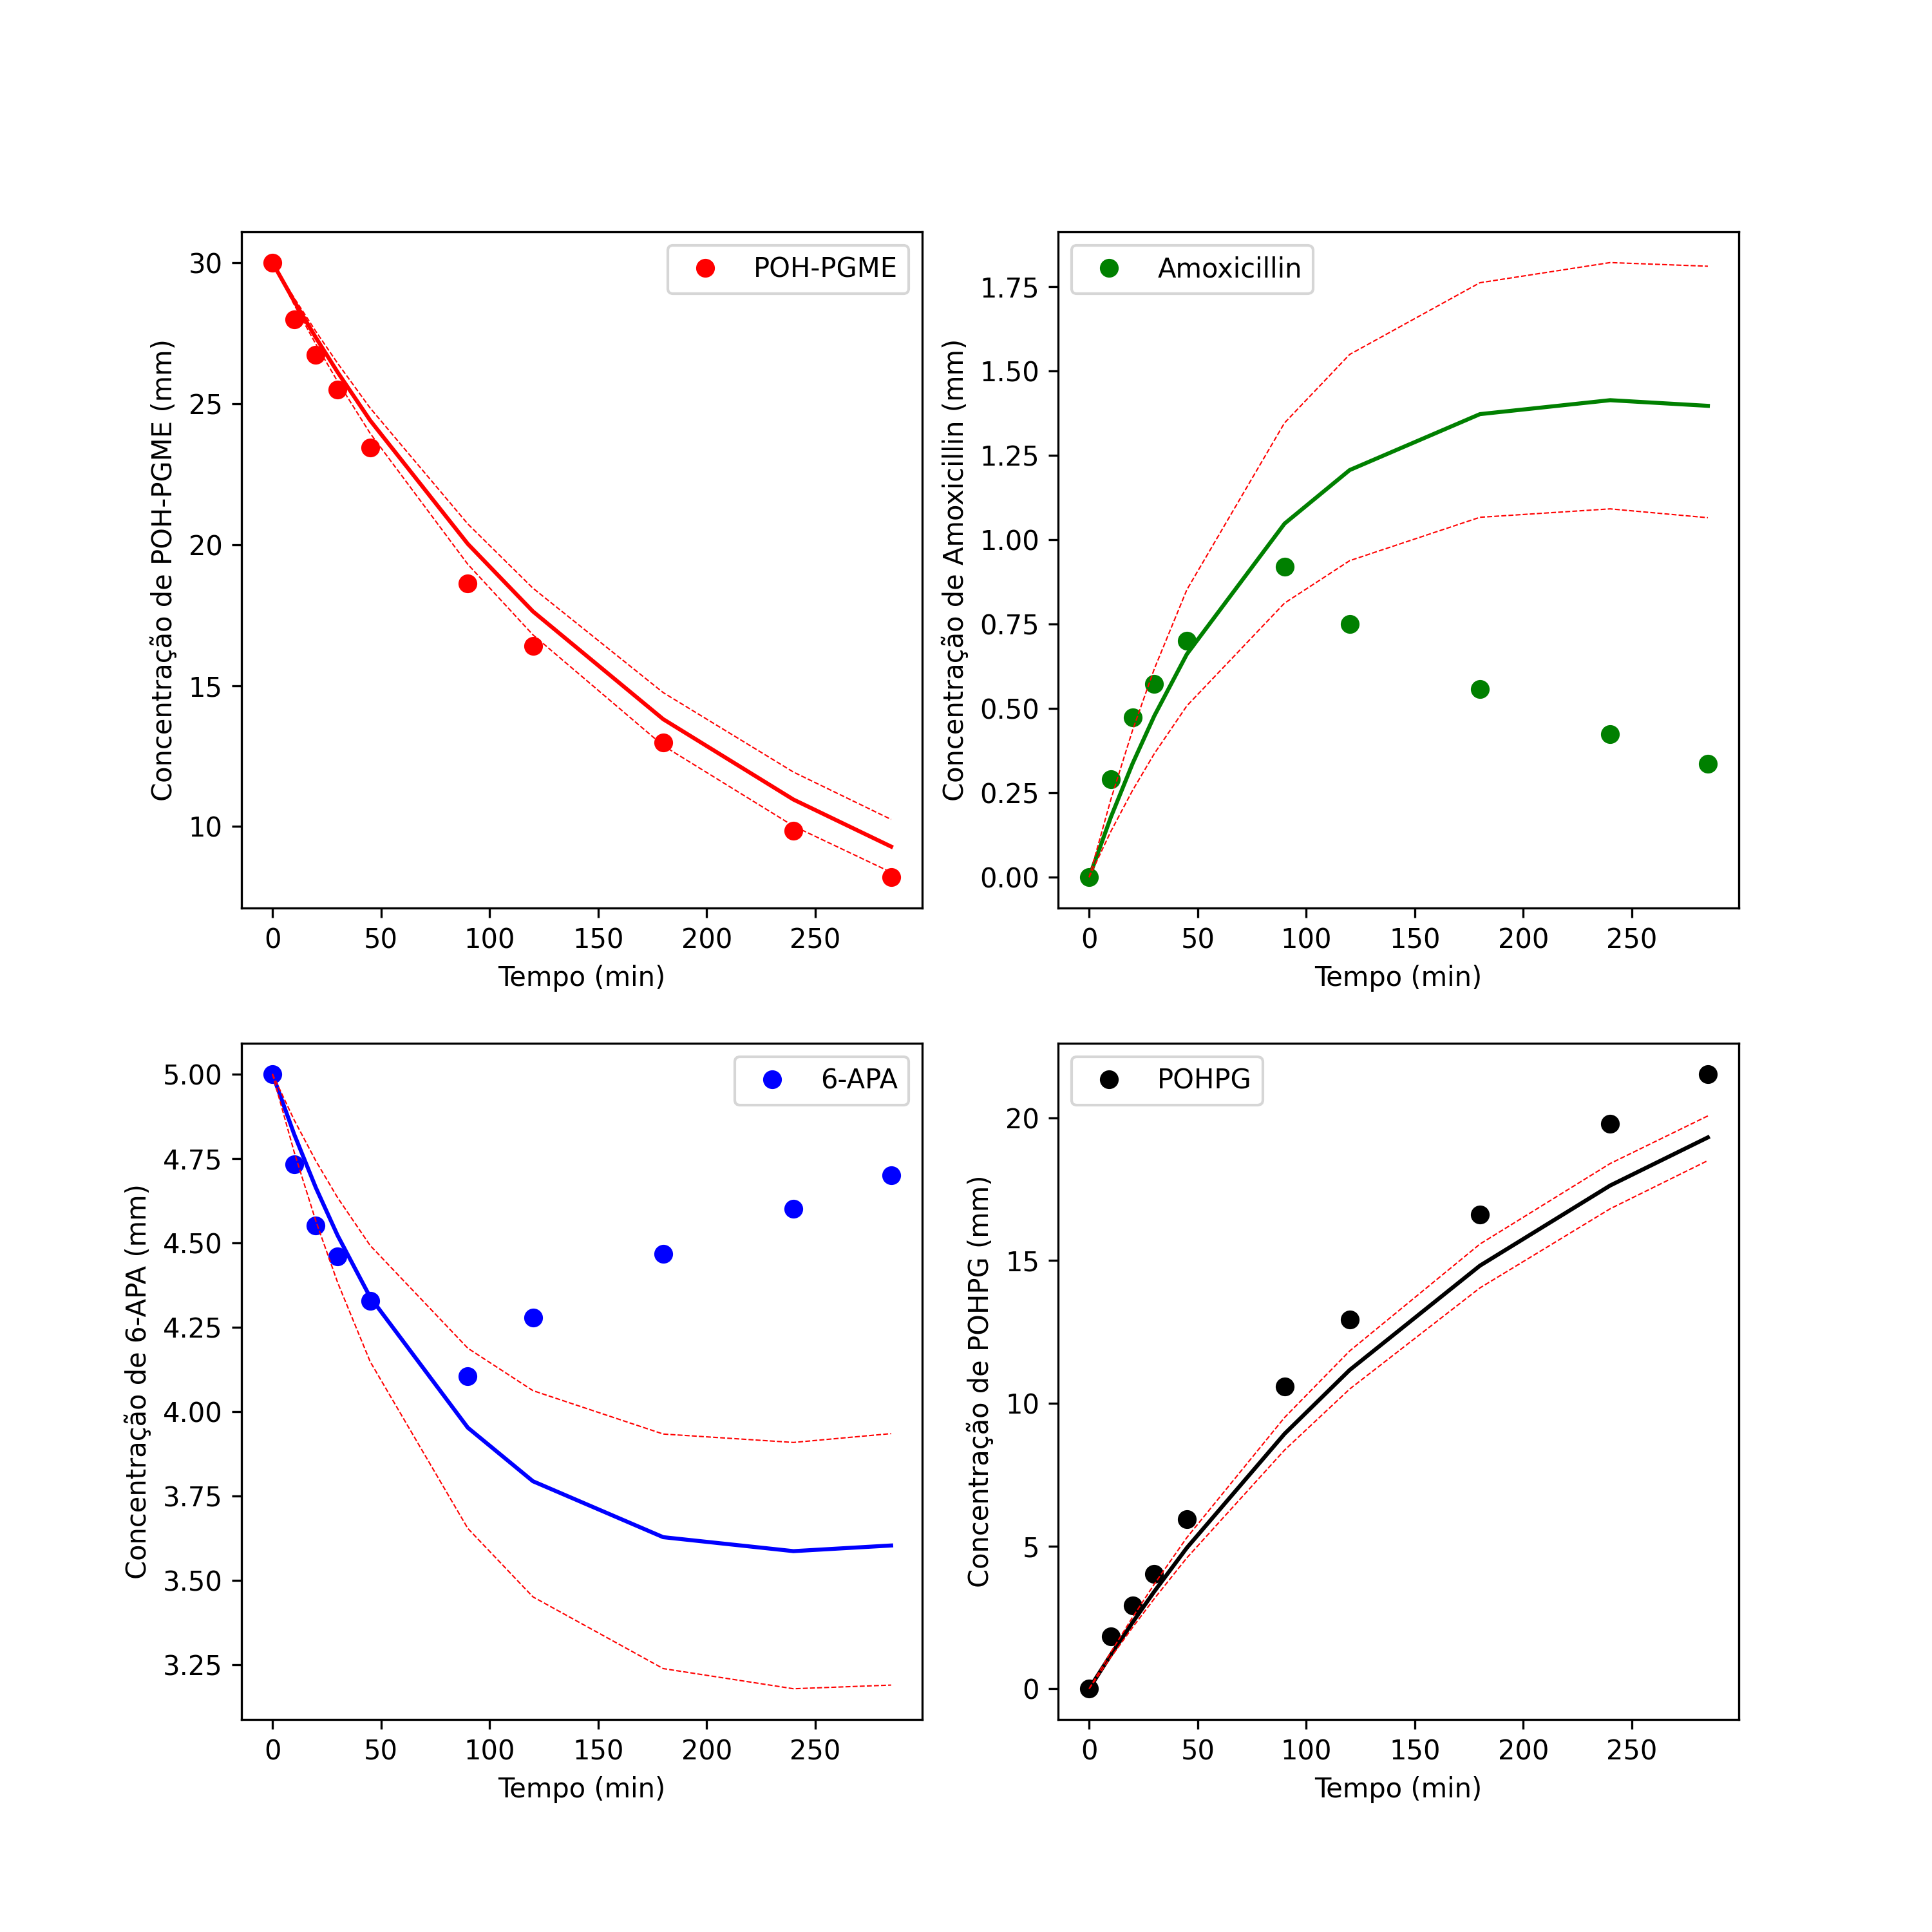 POH-PGME
Concentração de POH-PGME (mm)
30
25
20
15
10
0 50 100 150 200 250
Tempo (min)
Amoxicillin
Concentração de Amoxicillin (mm)
1.75
1.50
1.25
1.00
0.75
0.50
0.25
0.00
0 50 100 150 200 250
Tempo (min)
6-APA
Concentração de 6-APA (mm)
5.00
4.75
4.50
4.25
4.00
3.75
3.50
3.25
0 50 100 150 200 250
Tempo (min)
POHPG
Concentração de POHPG (mm)
20
15
10
5
0
0 50 100 150 200 250
Tempo (min)